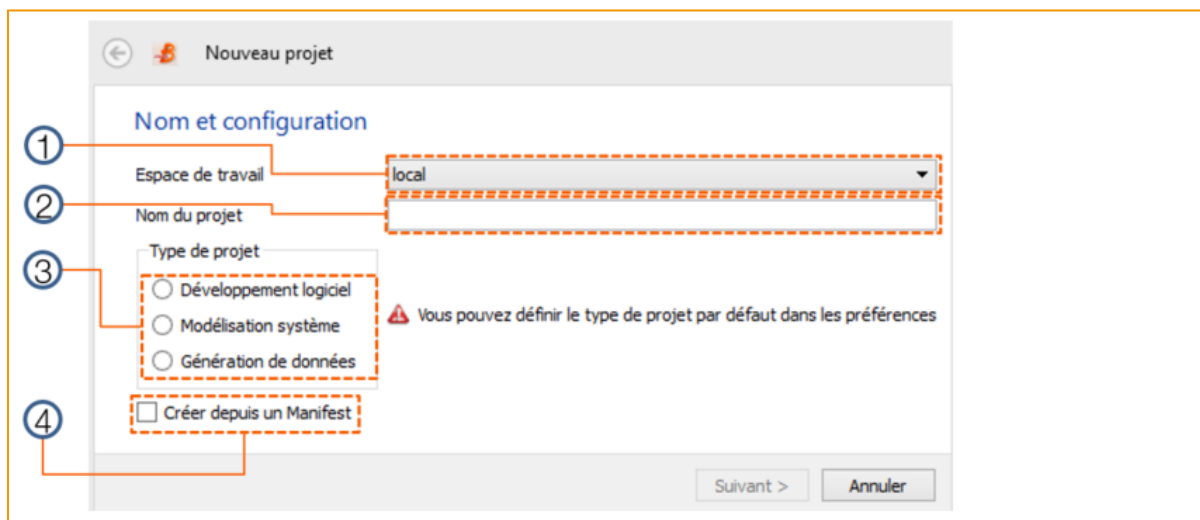 Nouveau projet
Nom et configuration
1
Espace de travail
local
2
Nom du projet
Type de projet
3
Développement logiciel
Modélisation système
Vous pouvez définir le type de projet par défaut dans les préférences
Génération de données
4
Créer depuis un Manifest
Suivant >
Annuler